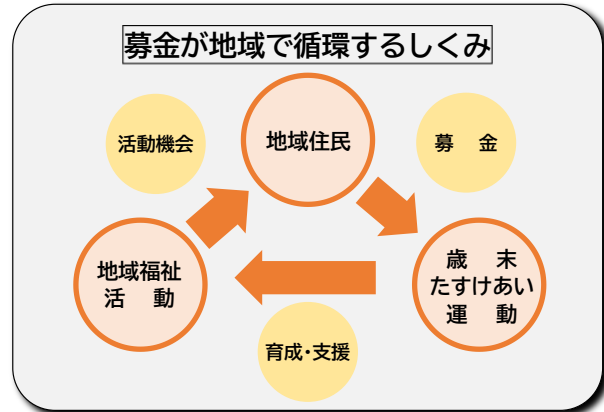 募金が地域で循環するしくみ
活動機会
地域住民
募　金
地域福祉
活　動
歳　末
たすけあい
運　動
育成・支援